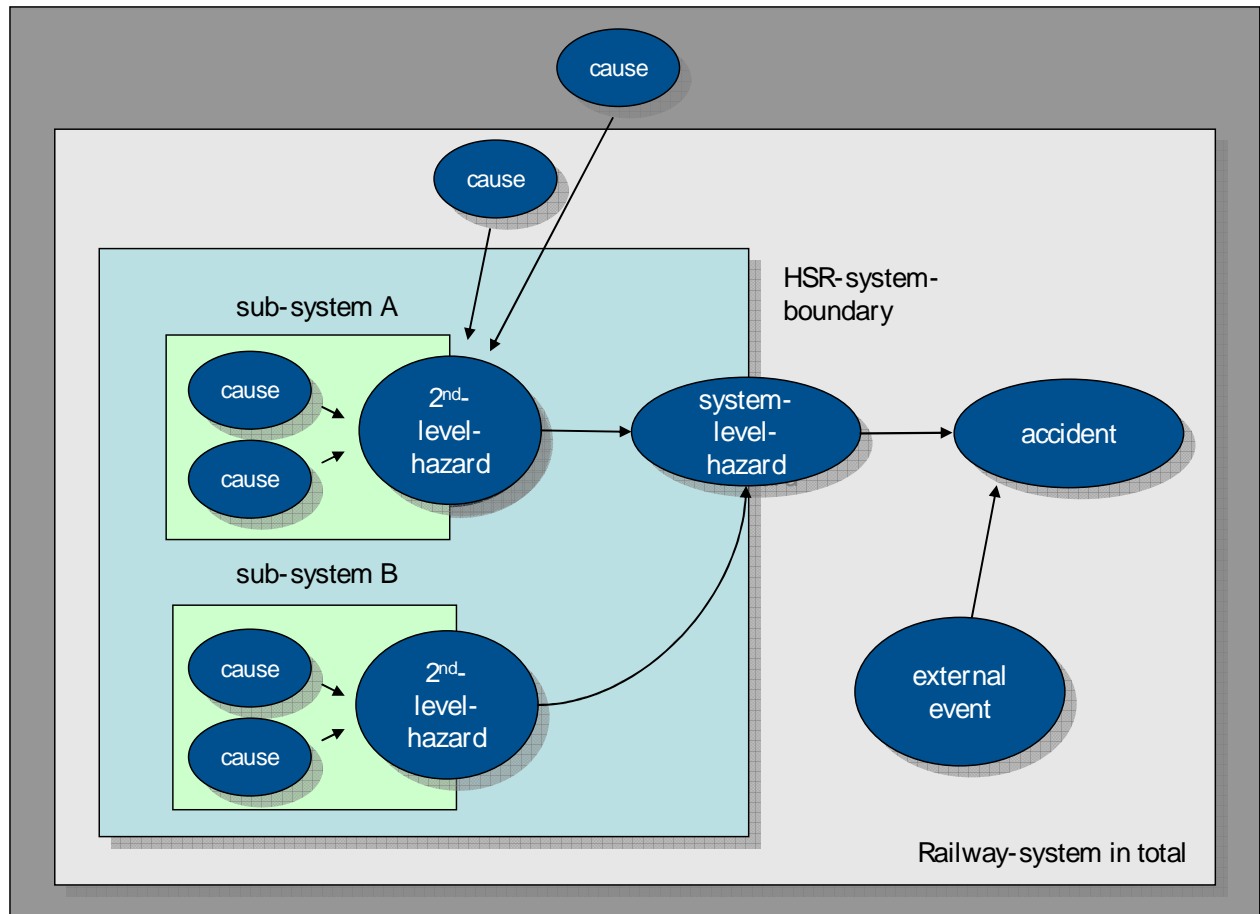 cause
cause
HSR-system-
boundary
sub-system A
cause
cause
2nd-
level-
hazard
system-
level-
hazard
accident
sub-system B
cause
cause
2nd-
level-
hazard
external
event
Railway-system in total